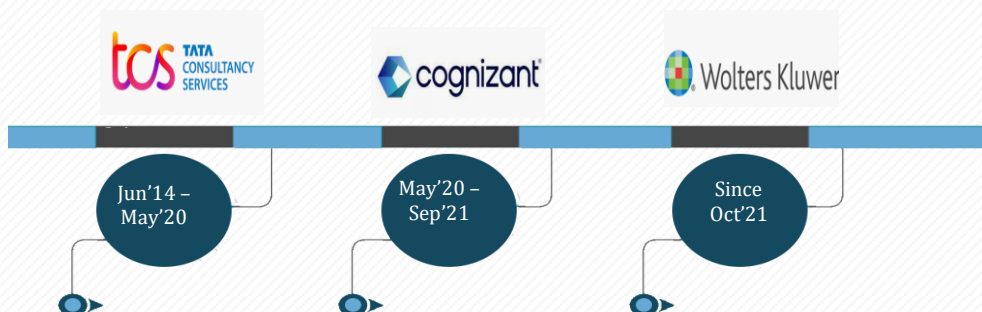 tcs TATA
CONSULTANCY
SERVICES
cognizant
Wolters Kluwer
Jun’14 –
May’20
May’20 –
Sep’21
Since
Oct’21